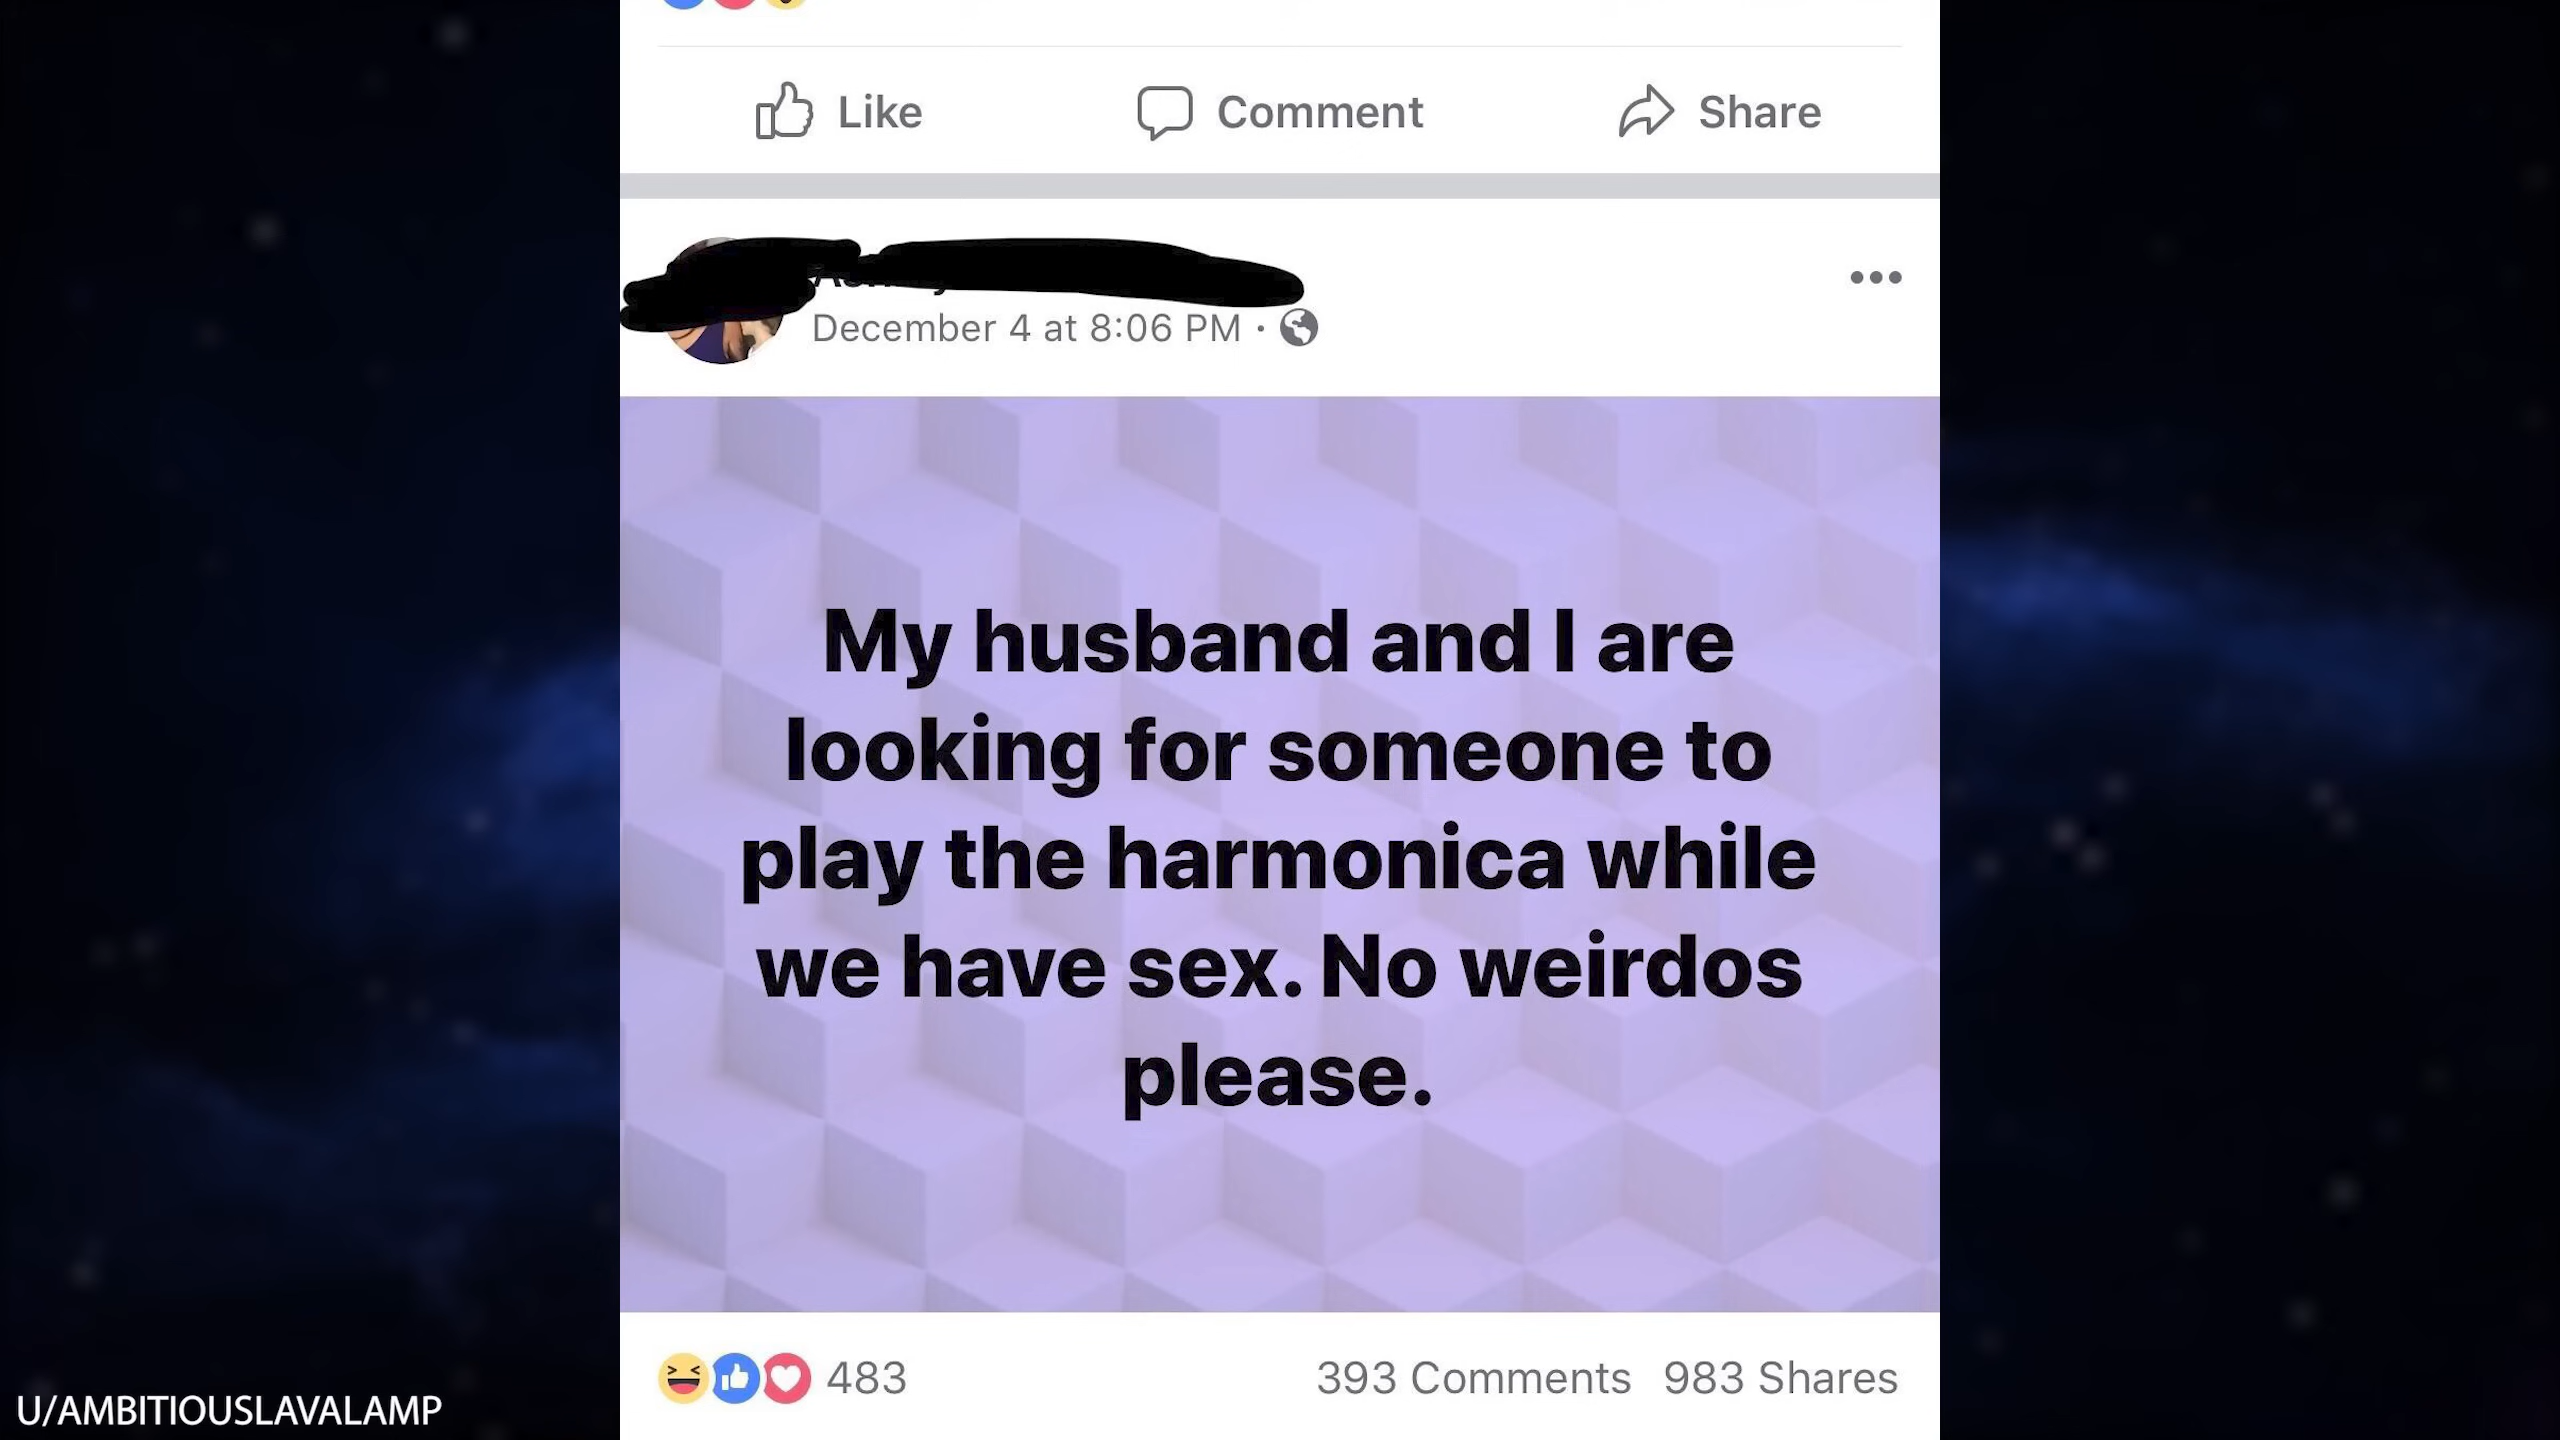 Like
Comment
Share
December 4 at 8:06 PM
My husband and I are
looking for someone to
play the harmonica while
we have sex. No weirdos
please.
483
393 Comments
983 Shares
U/AMBITIOUSLAVALAMP